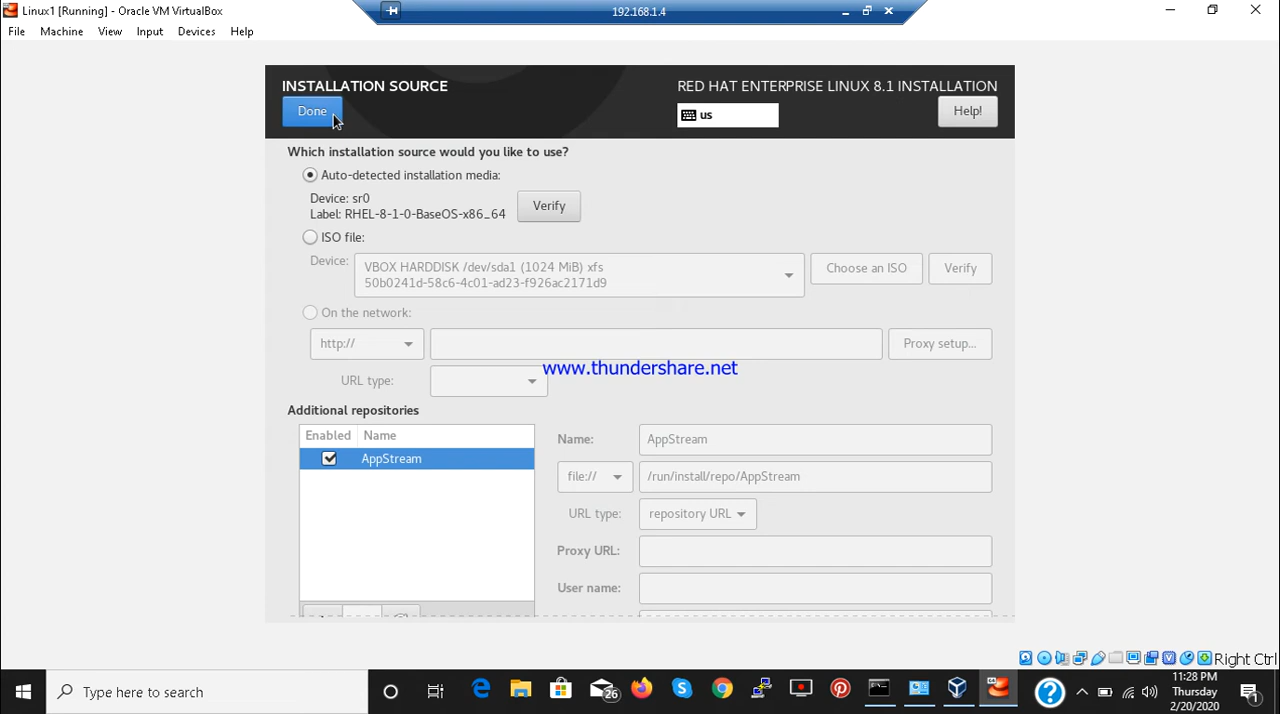 Linux1 [Running] - Oracle VM VirtualBox
192.168.1.4
File Machine View Input Devices Help
INSTALLATION SOURCE
RED HAT ENTERPRISE LINUX 8.1 INSTALLATION
Done
us
Help!
Which installation source would you like to use?
Auto-detected installation media:
Device: sr0
Label: RHEL-8-1-0-BaseOS-x86_64
Verify
ISO file:
Device:
VBOX HARDDISK /dev/sda1 (1024 MiB) xfs
50b0241d-58c6-4c01-ad23-f926ac2171d9
Choose an ISO
Verify
On the network:
http://
Proxy setup...
www.thundershare.net
URL type:
Additional repositories
Enabled Name
AppStream
Name: AppStream
file:// /run/install/repo/AppStream
URL type: repository URL
Proxy URL:
User name:
Right Ctrl
Type here to search
26
11:28 PM
Thursday
2/20/2020
1